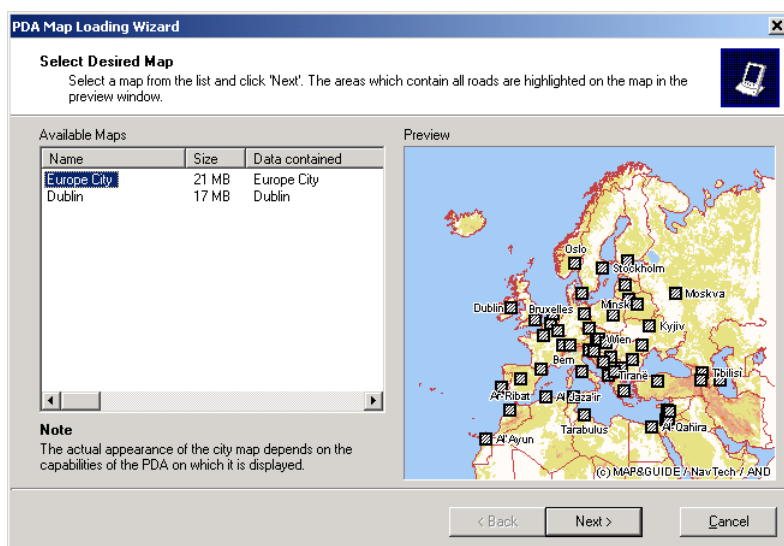 PDA Map Loading Wizard
Select Desired Map
Select a map from the list and click 'Next'. The areas which contain all roads are highlighted on the map in the
preview window.
Available Maps
Name Size Data contained
Europe City 21 MB Europe City
Dublin 17 MB Dublin
Preview
Oslo
Stockholm
Dublin
Bruxelles
Minsk
Moskva
Kyjiv
Wien
Bern
Tiranë
Tbilisi
Ar-Ribat
Al Jaza'ir
Tarabulus
Al-Qahira
Al'Ayun
(c) MAP&GUIDE / NavTech / AND
Note
The actual appearance of the city map depends on the
capabilities of the PDA on which it is displayed.
< Back
Next >
Cancel